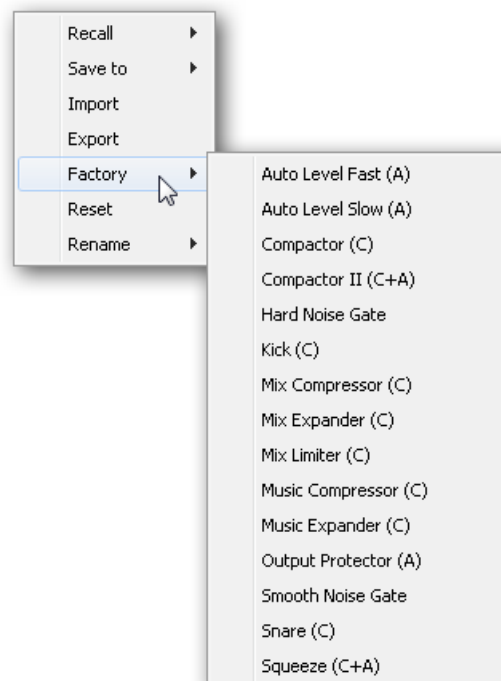 Recall
Save to
Import
Export
Factory
Reset
Rename
Auto Level Fast (A)
Auto Level Slow (A)
Compactor (C)
Compactor II (C+A)
Hard Noise Gate
Kick (C)
Mix Compressor (C)
Mix Expander (C)
Mix Limiter (C)
Music Compressor (C)
Music Expander (C)
Output Protector (A)
Smooth Noise Gate
Snare (C)
Squeeze (C+A)